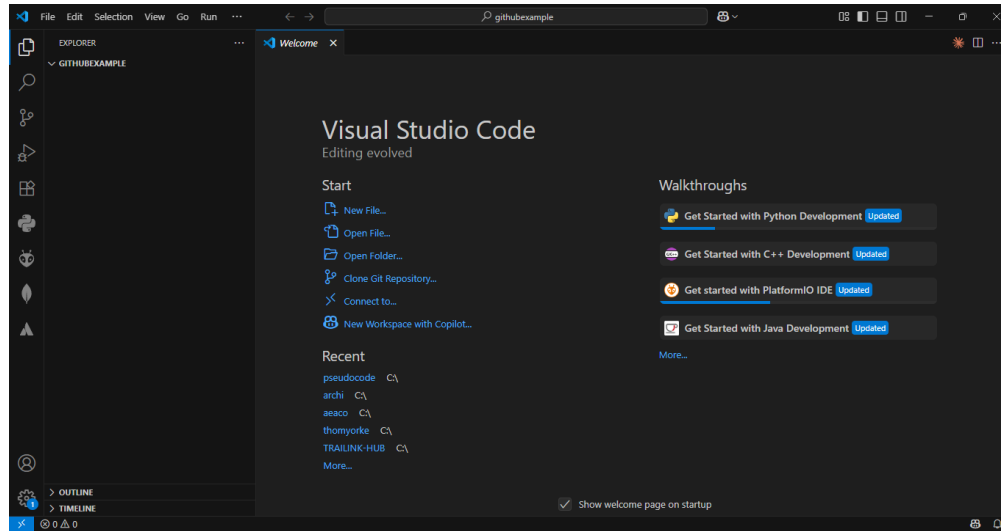 File Edit Selection View Go Run ···
githubexample
EXPLORER ···
GITHUBEXAMPLE
Welcome
Visual Studio Code
Editing evolved
Start
New File...
Open File...
Open Folder...
Clone Git Repository...
Connect to...
New Workspace with Copilot...
Recent
pseudocode C:\
archi C:\
aeaco C:\
thomyorke C:\
TRAILINK-HUB C:\
More...
Walkthroughs
Get Started with Python Development Updated
Get Started with C++ Development Updated
Get started with PlatformIO IDE Updated
Get Started with Java Development Updated
More...
Show welcome page on startup
OUTLINE
TIMELINE
1
0 0